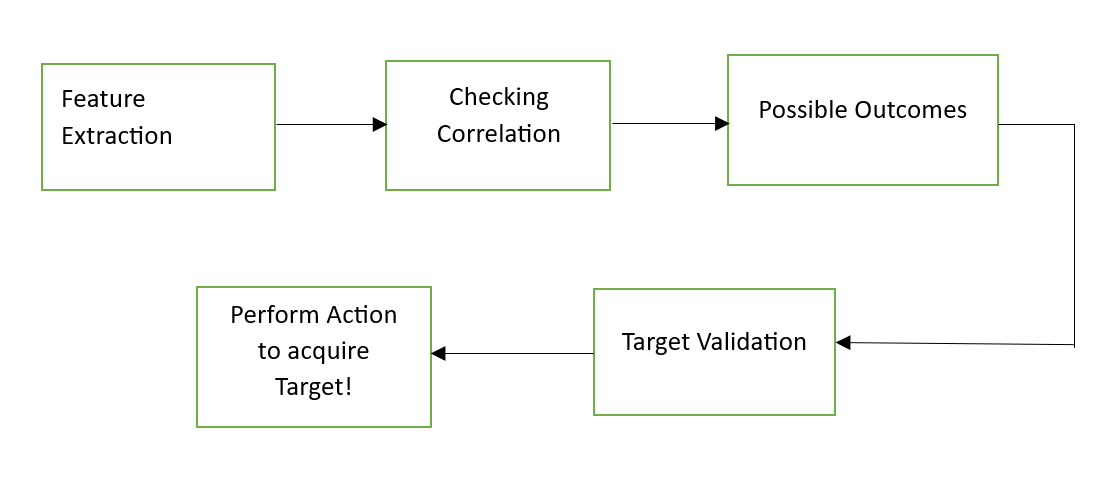 Feature
Extraction
Checking
Correlation
Possible Outcomes
Target Validation
Perform Action
to acquire
Target!